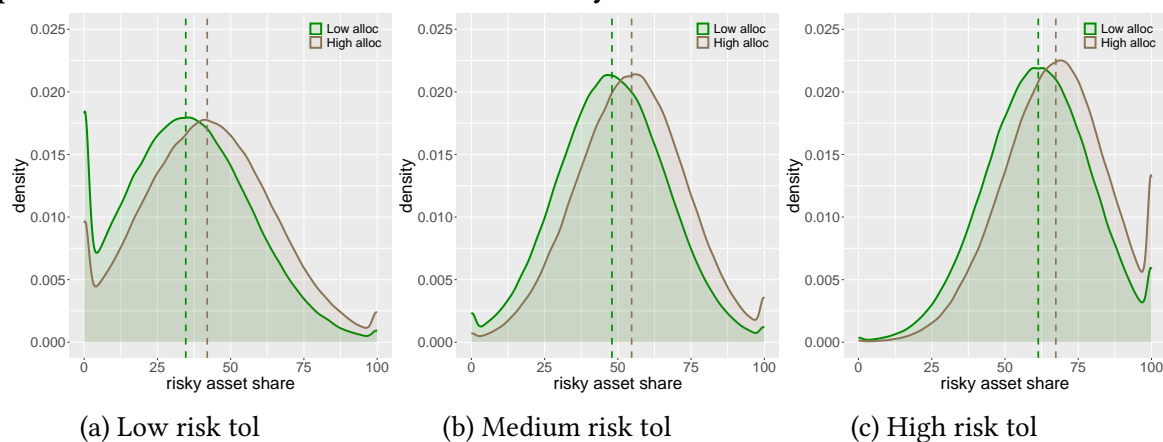 0.025
0.020
0.015
0.010
0.005
0.000
density
0 25 50 75 100
risky asset share
Low alloc
High alloc
(a) Low risk tol
0.025
0.020
0.015
0.010
0.005
0.000
density
0 25 50 75 100
risky asset share
Low alloc
High alloc
(b) Medium risk tol
0.025
0.020
0.015
0.010
0.005
0.000
density
0 25 50 75 100
risky asset share
Low alloc
High alloc
(c) High risk tol